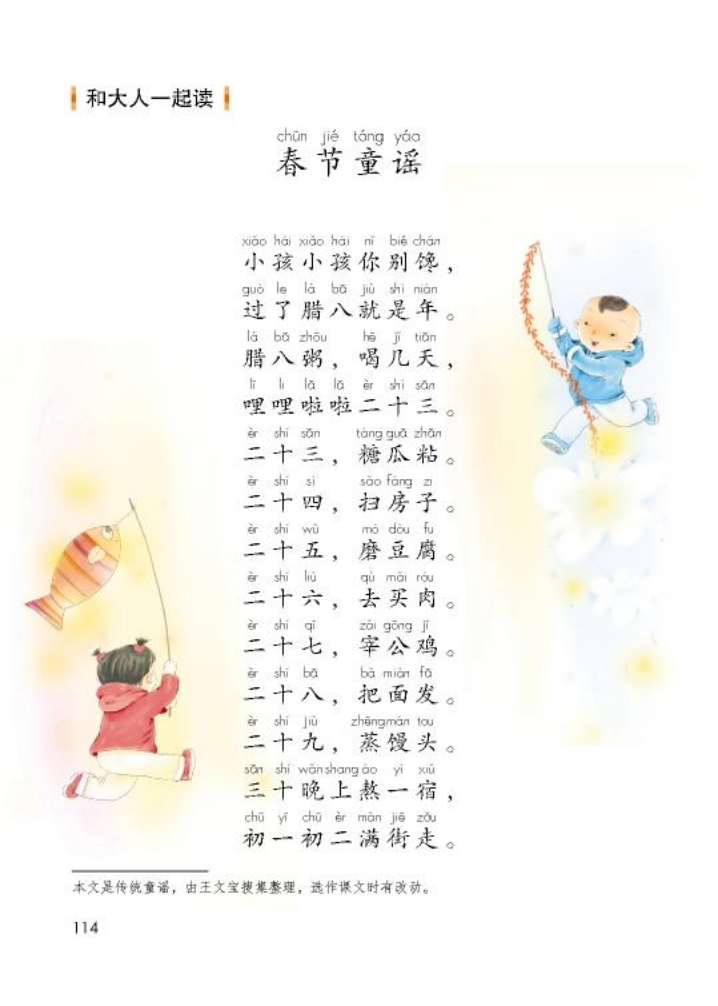 和大人一起读
chūn jié tóng yáo
春节童谣
xiǎo hái xiǎo hái nǐ bié chán
小孩小孩你别馋，
guò le là bā jiù shì nián
过了腊八就是年。
là bā zhōu hē jǐ tiān
腊八粥，喝几天，
lī li lā lā èr shí sān
哩哩啦啦二十三。
èr shí sān táng guā zhān
二十三，糖瓜粘。
èr shí sì sǎo fáng zi
二十四，扫房子。
èr shí wǔ mò dòu fu
二十五，磨豆腐。
èr shí liù qù mǎi ròu
二十六，去买肉。
èr shí qī zǎi gōng jī
二十七，宰公鸡。
èr shí bā bǎ miàn fā
二十八，把面发。
èr shí jiǔ zhēng mán tou
二十九，蒸馒头。
sān shí wǎn shang áo yì xiǔ
三十晚上熬一宿，
chū yī chū èr mǎn jiē zǒu
初一初二满街走。
本文是传统童谣，由王文宝搜集整理，选作课文时有改动。
114